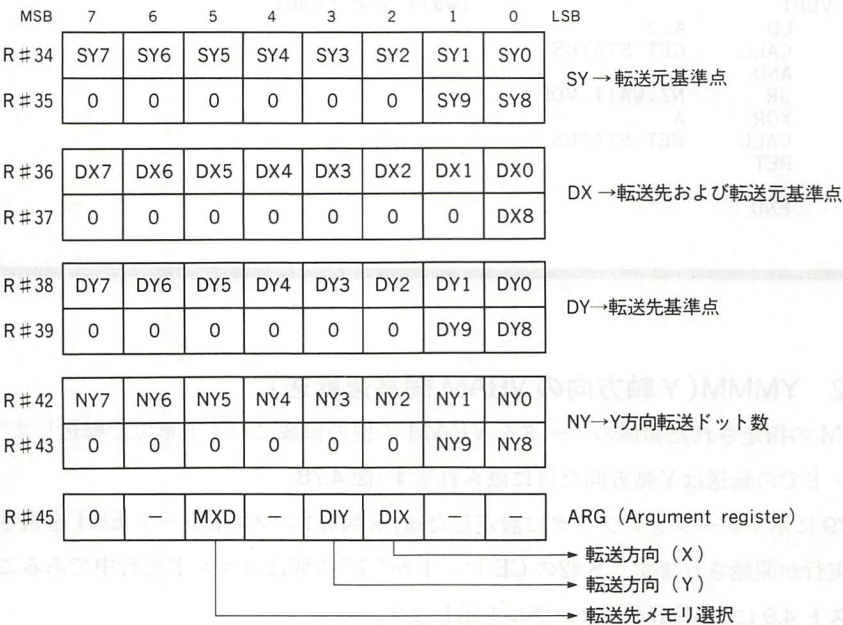 MSB 7 6 5 4 3 2 1 0 LSB
R#34 SY7 SY6 SY5 SY4 SY3 SY2 SY1 SY0
SY→転送元基準点
R#35 0 0 0 0 0 0 SY9 SY8
R#36 DX7 DX6 DX5 DX4 DX3 DX2 DX1 DX0
DX→転送先および転送元基準点
R#37 0 0 0 0 0 0 0 DX8
R#38 DY7 DY6 DY5 DY4 DY3 DY2 DY1 DY0
DY→転送先基準点
R#39 0 0 0 0 0 0 DY9 DY8
R#42 NY7 NY6 NY5 NY4 NY3 NY2 NY1 NY0
NY→Y方向転送ドット数
R#43 0 0 0 0 0 0 NY9 NY8
R#45 0 — MXD — DIY DIX — — ARG (Argument register)
転送方向(X)
転送方向(Y)
転送先メモリ選択